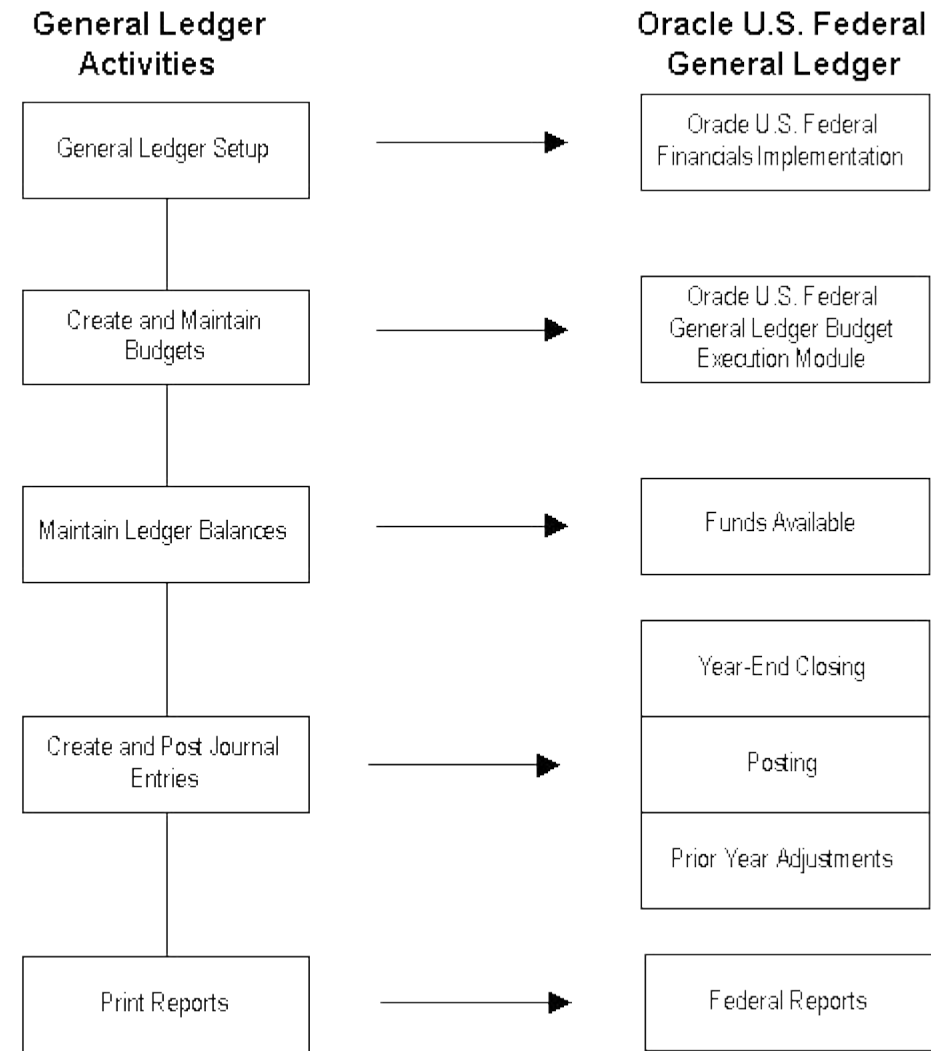 General Ledger
Activities
Oracle U.S. Federal
General Ledger
General Ledger Setup
Oracle U.S. Federal
Financials Implementation
Create and Maintain
Budgets
Oracle U.S. Federal
General Ledger Budget
Execution Module
Maintain Ledger Balances
Funds Available
Create and Post Journal
Entries
Year-End Closing
Posting
Prior Year Adjustments
Print Reports
Federal Reports